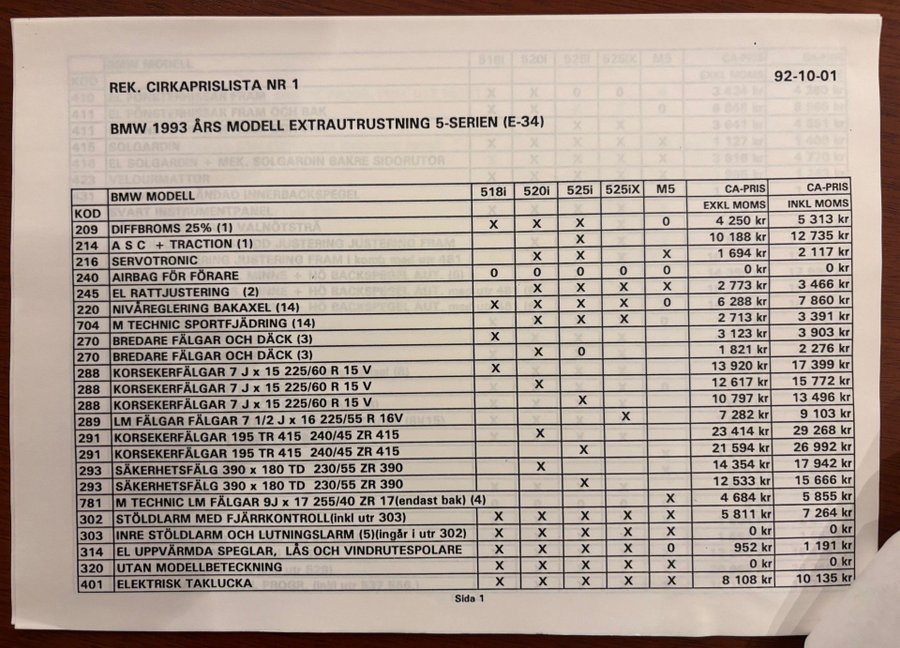 REK. CIRKAPRISLISTA NR 1 92-10-01
BMW 1993 ÅRS MODELL EXTRAUTRUSTNING 5-SERIEN (E-34)
BMW MODELL 518i 520i 525i 525iX M5 CA-PRIS CA-PRIS
KOD EXKL MOMS INKL MOMS
209 DIFFBROMS 25% (1) X X X 0 4 250 kr 5 313 kr
214 A S C + TRACTION (1) X 10 188 kr 12 735 kr
216 SERVOTRONIC X X X 1 694 kr 2 117 kr
240 AIRBAG FÖR FÖRARE 0 0 0 0 0 0 kr 0 kr
245 EL RATTJUSTERING (2) X X X X 2 773 kr 3 466 kr
220 NIVÅREGLERING BAKAXEL (14) X X X X 0 6 288 kr 7 860 kr
704 M TECHNIC SPORTFJÄDRING (14) X X X 2 713 kr 3 391 kr
270 BREDARE FÄLGAR OCH DÄCK (3) X 3 123 kr 3 903 kr
270 BREDARE FÄLGAR OCH DÄCK (3) X 0 1 821 kr 2 276 kr
288 KORSEKERFÄLGAR 7 J x 15 225/60 R 15 V X 13 920 kr 17 399 kr
288 KORSEKERFÄLGAR 7 J x 15 225/60 R 15 V X 12 617 kr 15 772 kr
288 KORSEKERFÄLGAR 7 J x 15 225/60 R 15 V X 10 797 kr 13 496 kr
289 LM FÄLGAR FÄLGAR 7 1/2 J x 16 225/55 R 16V X 7 282 kr 9 103 kr
291 KORSEKERFÄLGAR 195 TR 415 240/45 ZR 415 X 23 414 kr 29 268 kr
291 KORSEKERFÄLGAR 195 TR 415 240/45 ZR 415 X 21 594 kr 26 992 kr
293 SÄKERHETSFÄLG 390 x 180 TD 230/55 ZR 390 X 14 354 kr 17 942 kr
293 SÄKERHETSFÄLG 390 x 180 TD 230/55 ZR 390 X 12 533 kr 15 666 kr
781 M TECHNIC LM FÄLGAR 9J x 17 255/40 ZR 17(endast bak) (4) X 4 684 kr 5 855 kr
302 STÖLDLARM MED FJÄRRKONTROLL(inkl utr 303) X X X X X 5 811 kr 7 264 kr
303 INRE STÖLDLARM OCH LUTNINGSLARM (5)(ingår i utr 302) X X X X X 0 kr 0 kr
314 EL UPPVÄRMDA SPEGLAR, LÅS OCH VINDRUTESPOLARE X X X X 0 952 kr 1 191 kr
320 UTAN MODELLBETECKNING X X X X X 0 kr 0 kr
401 ELEKTRISK TAKLUCKA X X X X X 8 108 kr 10 135 kr
Sida 1